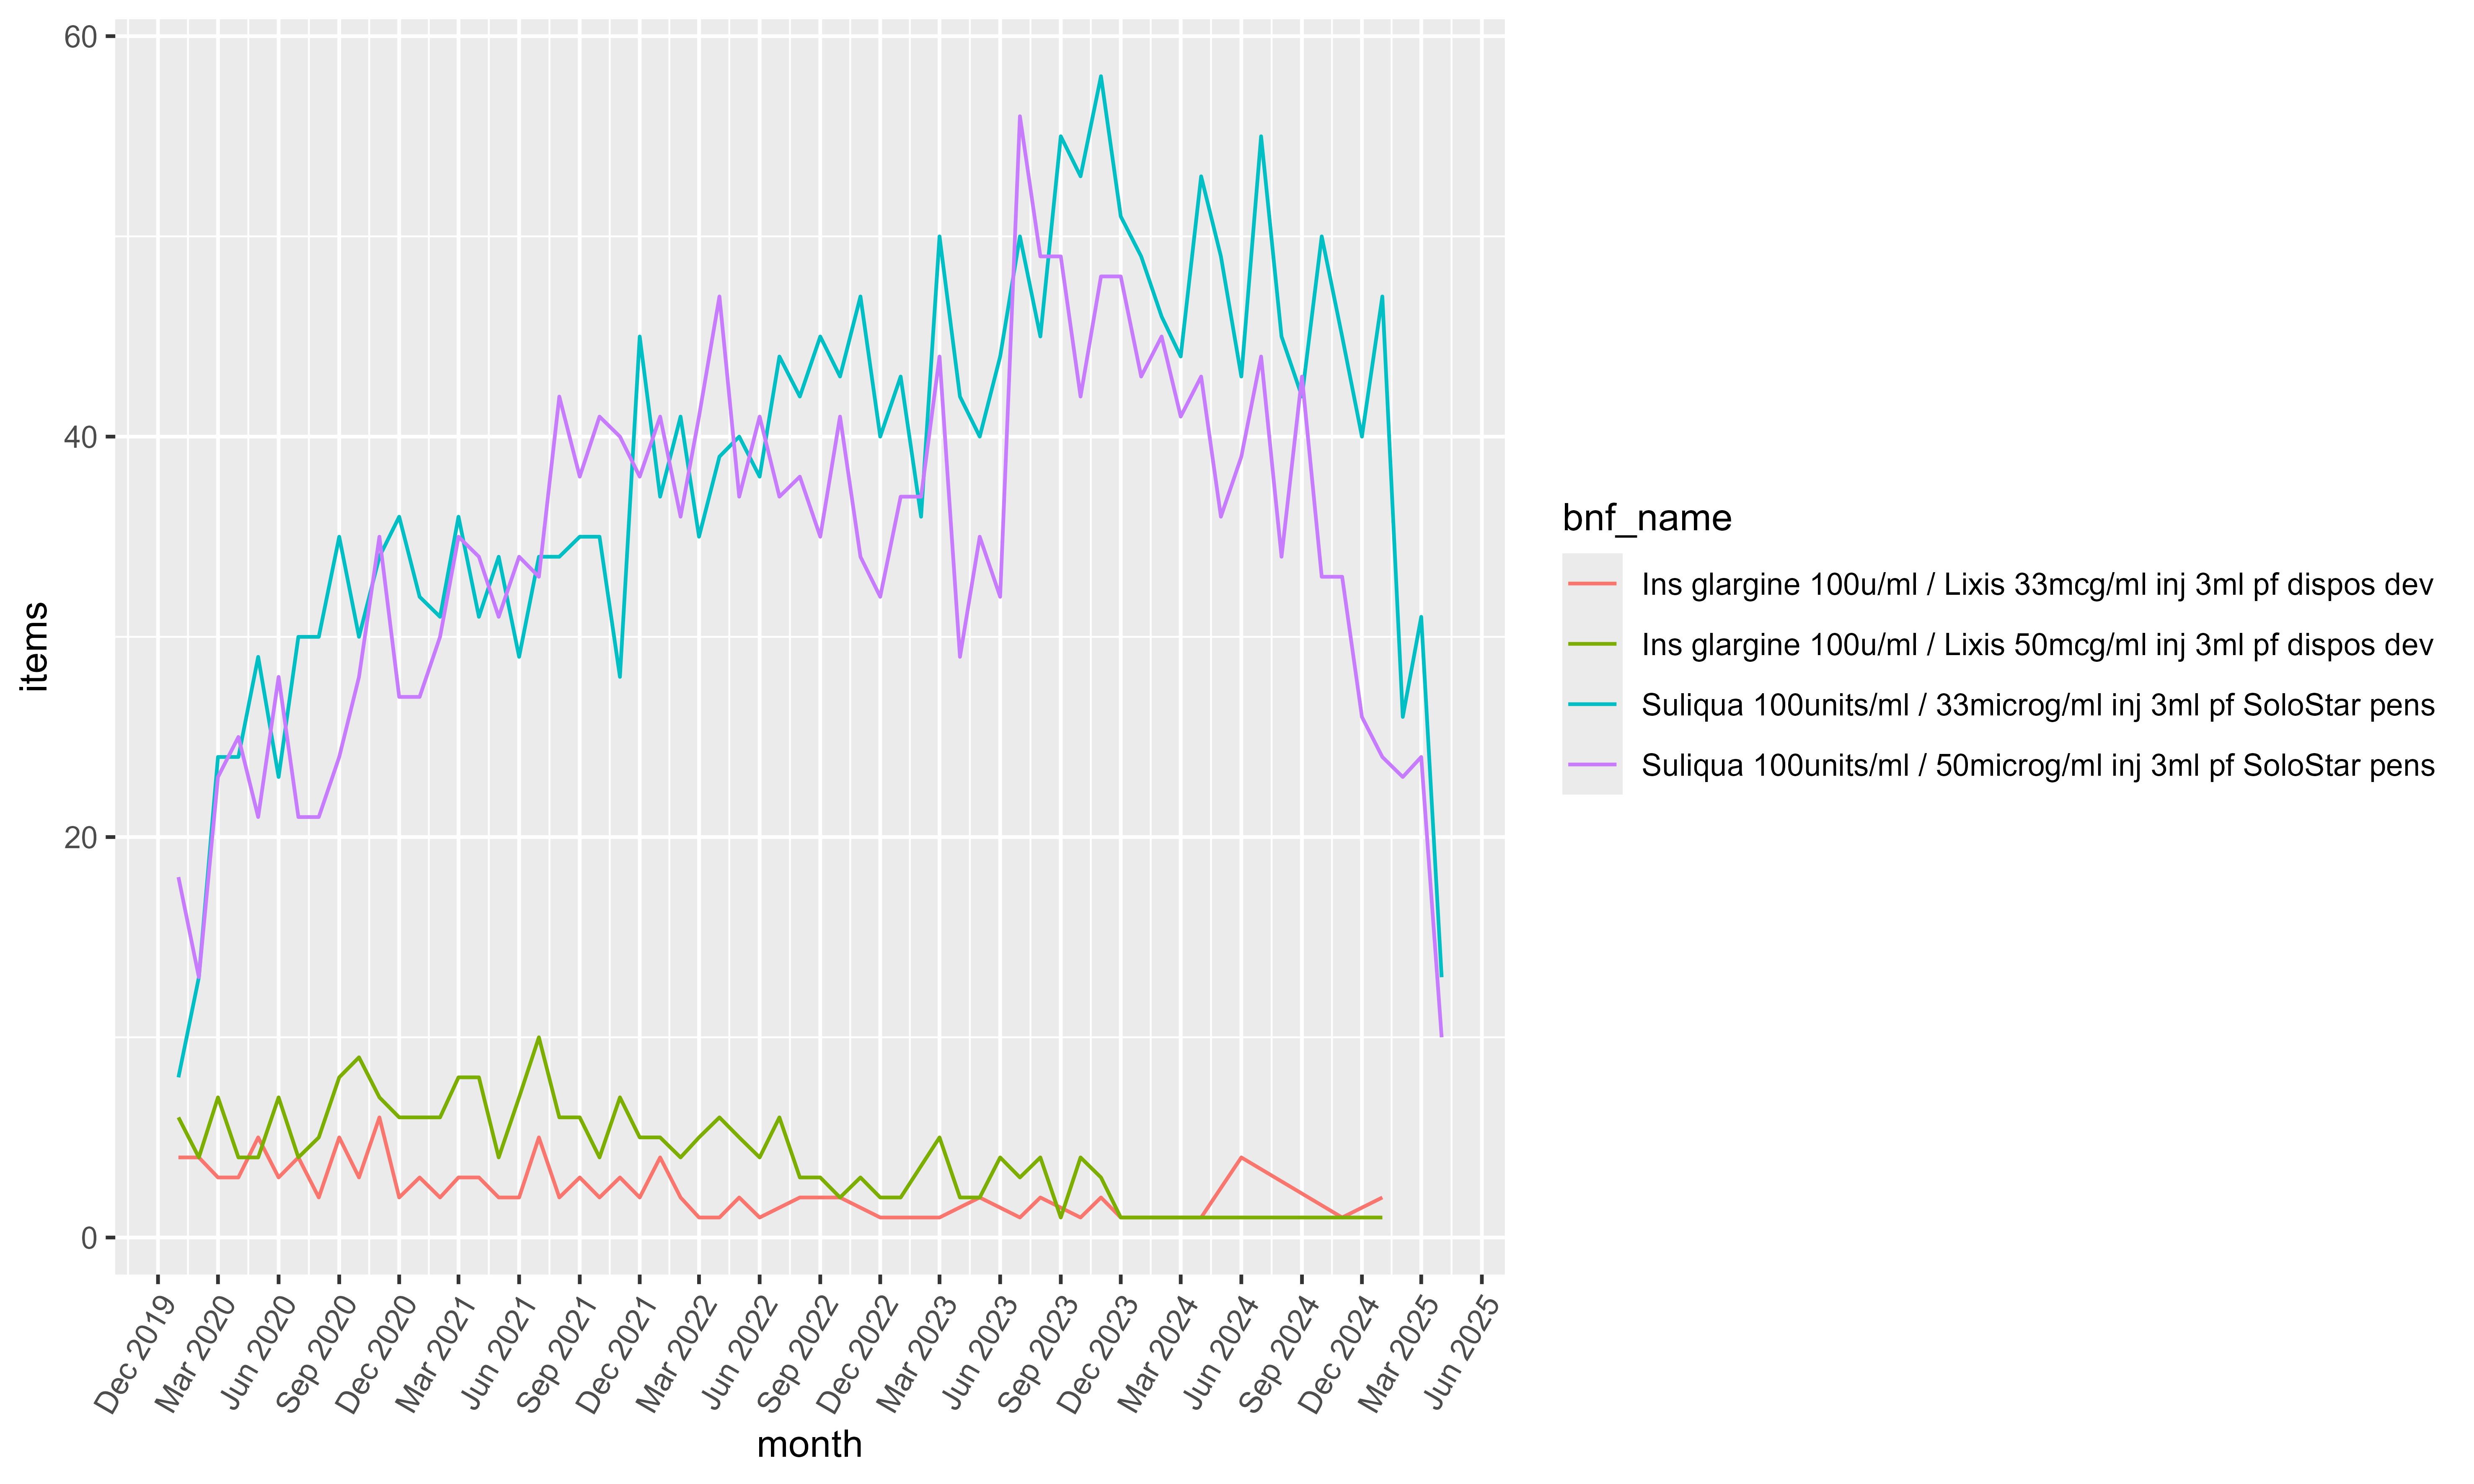 60
40
20
0
items
Dec 2019
Mar 2020
Jun 2020
Sep 2020
Dec 2020
Mar 2021
Jun 2021
Sep 2021
Dec 2021
Mar 2022
Jun 2022
Sep 2022
Dec 2022
Mar 2023
Jun 2023
Sep 2023
Dec 2023
Mar 2024
Jun 2024
Sep 2024
Dec 2024
Mar 2025
Jun 2025
month
bnf_name
Ins glargine 100u/ml / Lixis 33mcg/ml inj 3ml pf dispos dev
Ins glargine 100u/ml / Lixis 50mcg/ml inj 3ml pf dispos dev
Suliqua 100units/ml / 33microg/ml inj 3ml pf SoloStar pens
Suliqua 100units/ml / 50microg/ml inj 3ml pf SoloStar pens